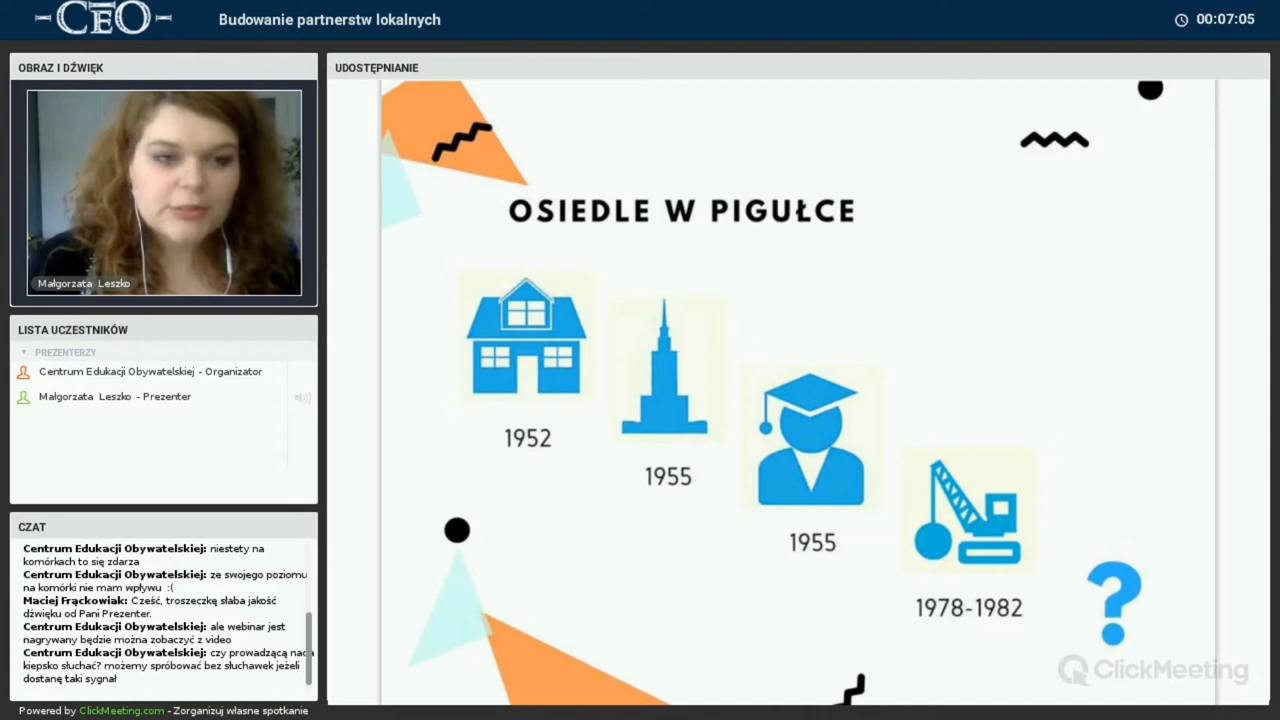 CEO
Budowanie partnerstw lokalnych
00:07:05
OBRAZ I DŹWIĘK
Małgorzata Leszko
LISTA UCZESTNIKÓW
PREZENTERZY
Centrum Edukacji Obywatelskiej - Organizator
Małgorzata Leszko - Prezenter
CZAT
Centrum Edukacji Obywatelskiej: niestety na
komórkach to się zdarza
Centrum Edukacji Obywatelskiej: ze swojego poziomu
na komórki nie mam wpływu :(
Maciej Frąckowiak: Cześć, troszeczkę słaba jakość
dźwięku od Pani Prezenter.
Centrum Edukacji Obywatelskiej: ale webinar jest
nagrywany będzie można zobaczyć z video
Centrum Edukacji Obywatelskiej: czy prowadzącą nada
kiepsko słuchać? możemy spróbować bez słuchawek jeżeli
dostanę taki sygnał
Powered by ClickMeeting.com - Zorganizuj własne spotkanie
UDOSTĘPNIANIE
OSIEDLE W PIGUŁCE
1952
1955
1955
1978-1982
?
ClickMeeting